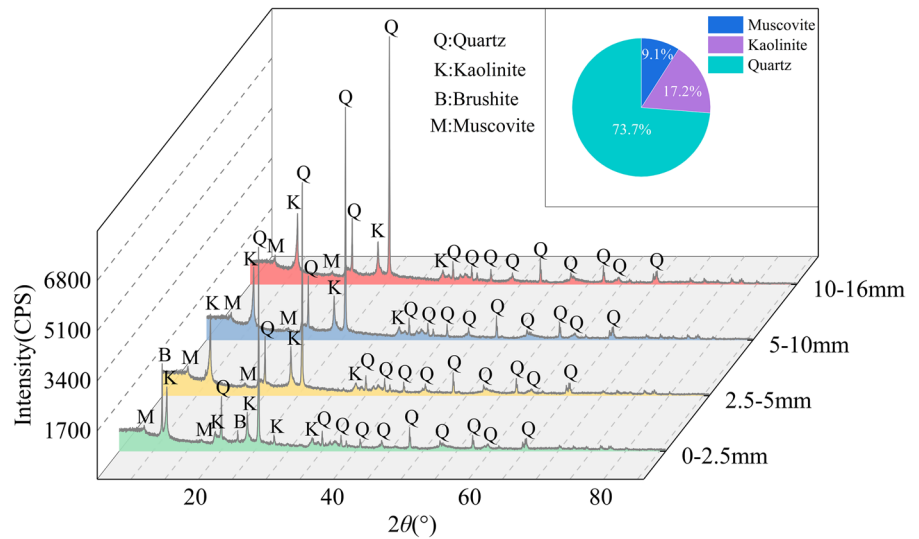 Q:Quartz
K:Kaolinite
B:Brushite
M:Muscovite
Muscovite
Kaolinite
Quartz
9.1%
17.2%
73.7%
Q
Q
K Q K
M M K Q Q Q Q Q Q Q Q
10-16mm
Q
Q
K M M K K Q Q Q Q Q Q Q Q
5-10mm
K M M Q K K Q Q Q Q Q Q Q Q
2.5-5mm
B
M K M K Q B K K K Q Q Q Q Q Q Q Q
0-2.5mm
Intensity(CPS)
6800
5100
3400
1700
20 40 60 80
2θ(°)